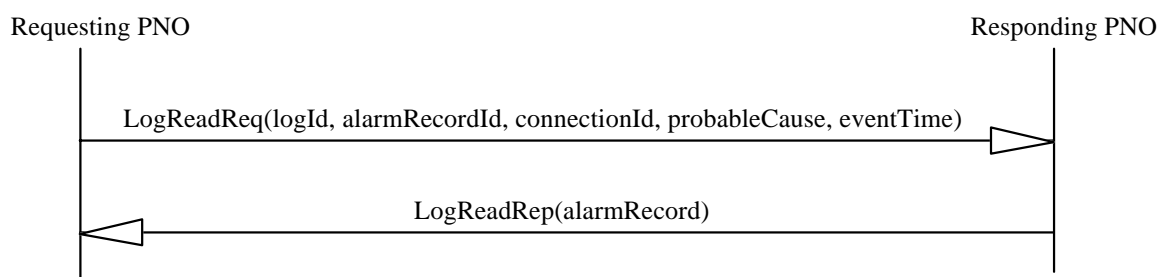 Requesting PNO
Responding PNO
LogReadReq(logId, alarmRecordId, connectionId, probableCause, eventTime)
LogReadRep(alarmRecord)